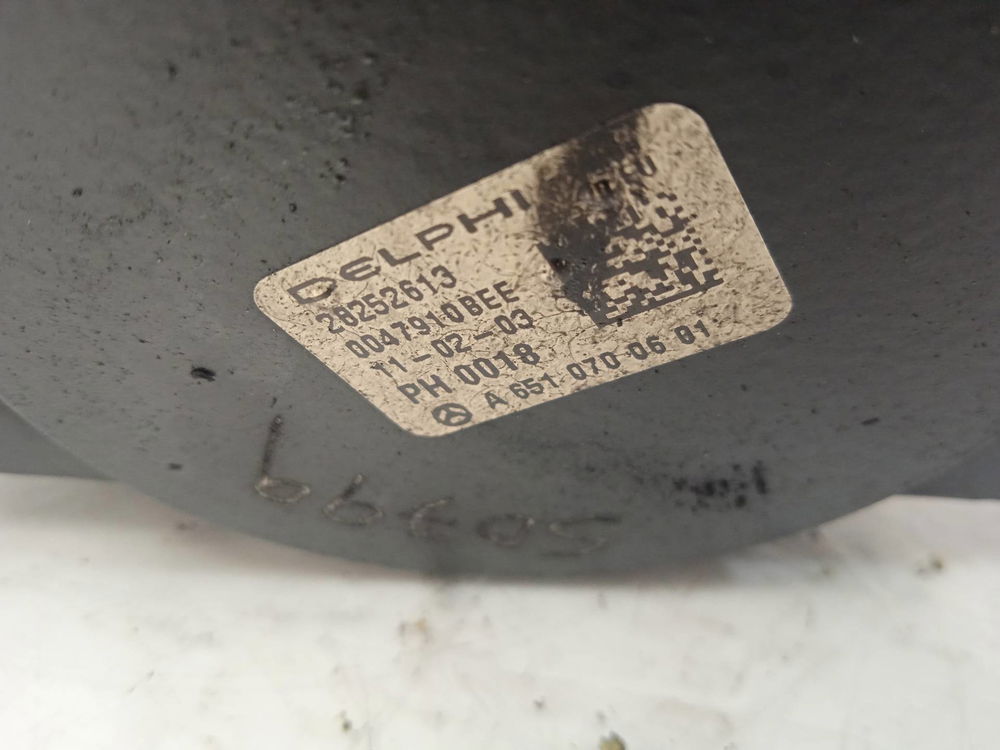 DELPHI
28252613
0047910BEE
11-02-03
PH 0018
A 651 070 06 01